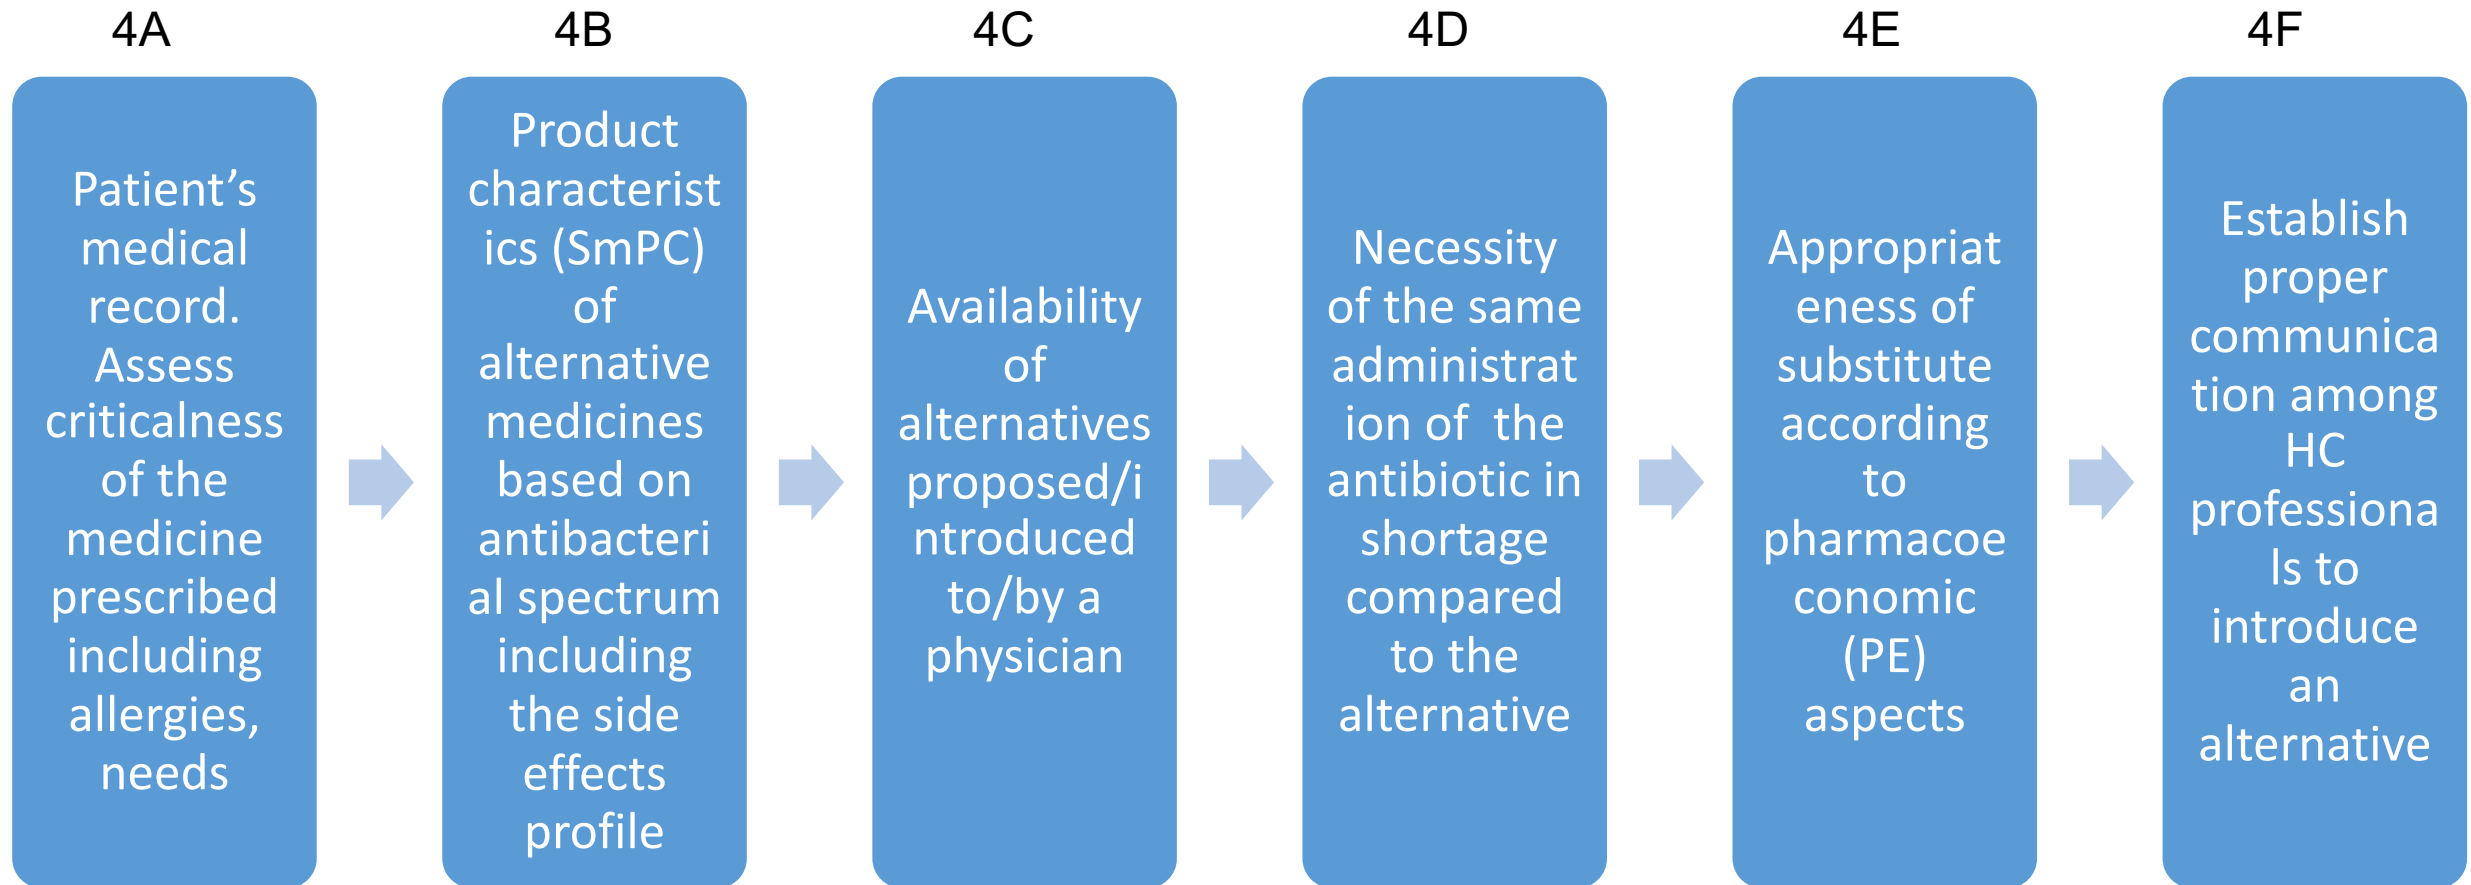 4A
Patient’s
medical
record.
Assess
criticalness
of the
medicine
prescribed
including
allergies,
needs
4B
Product
characterist
ics (SmPC)
of
alternative
medicines
based on
antibacteri
al spectrum
including
the side
effects
profile
4C
Availability
of
alternatives
proposed/i
ntroduced
to/by a
physician
4D
Necessity
of the same
administrat
ion of  the
antibiotic in
shortage
compared
to the
alternative
4E
Appropriat
eness of
substitute
according
to
pharmacoe
conomic
(PE)
aspects
4F
Establish
proper
communica
tion among
HC
professiona
ls to
introduce
an
alternative